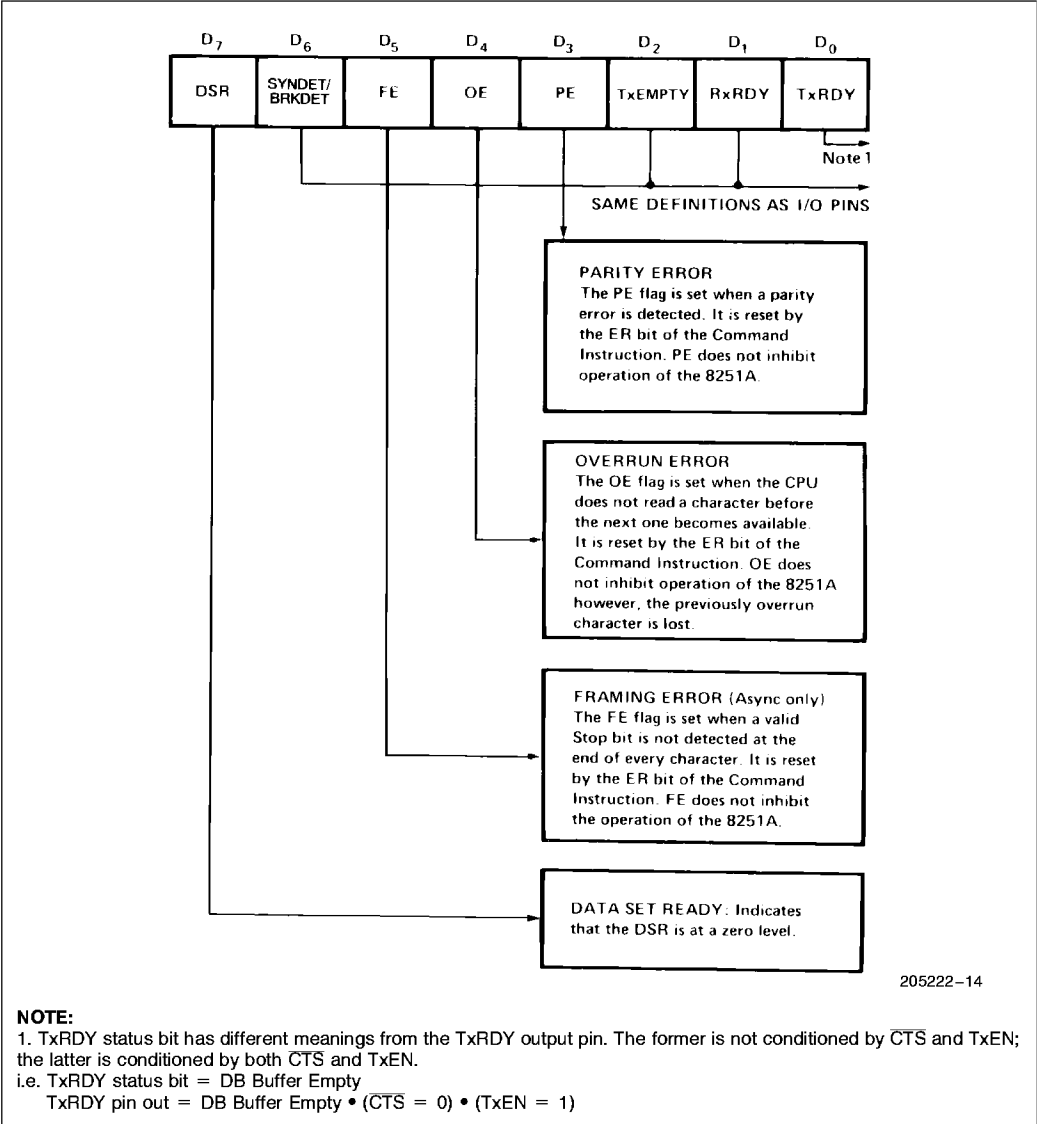 D7 D6 D5 D4 D3 D2 D1 D0
DSR SYNDET/BRKDET FE OE PE TxEMPTY RxRDY TxRDY
Note 1
SAME DEFINITIONS AS I/O PINS
PARITY ERROR
The PE flag is set when a parity
error is detected. It is reset by
the ER bit of the Command
Instruction. PE does not inhibit
operation of the 8251A.
OVERRUN ERROR
The OE flag is set when the CPU
does not read a character before
the next one becomes available.
It is reset by the ER bit of the
Command Instruction. OE does
not inhibit operation of the 8251A
however, the previously overrun
character is lost.
FRAMING ERROR (Async only)
The FE flag is set when a valid
Stop bit is not detected at the
end of every character. It is reset
by the ER bit of the Command
Instruction. FE does not inhibit
the operation of the 8251A.
DATA SET READY: Indicates
that the DSR is at a zero level.
205222–14
NOTE:
1. TxRDY status bit has different meanings from the TxRDY output pin. The former is not conditioned by C̅T̅S̅ and TxEN;
the latter is conditioned by both C̅T̅S̅ and TxEN.
i.e. TxRDY status bit = DB Buffer Empty
TxRDY pin out = DB Buffer Empty • (C̅T̅S̅ = 0) • (TxEN = 1)